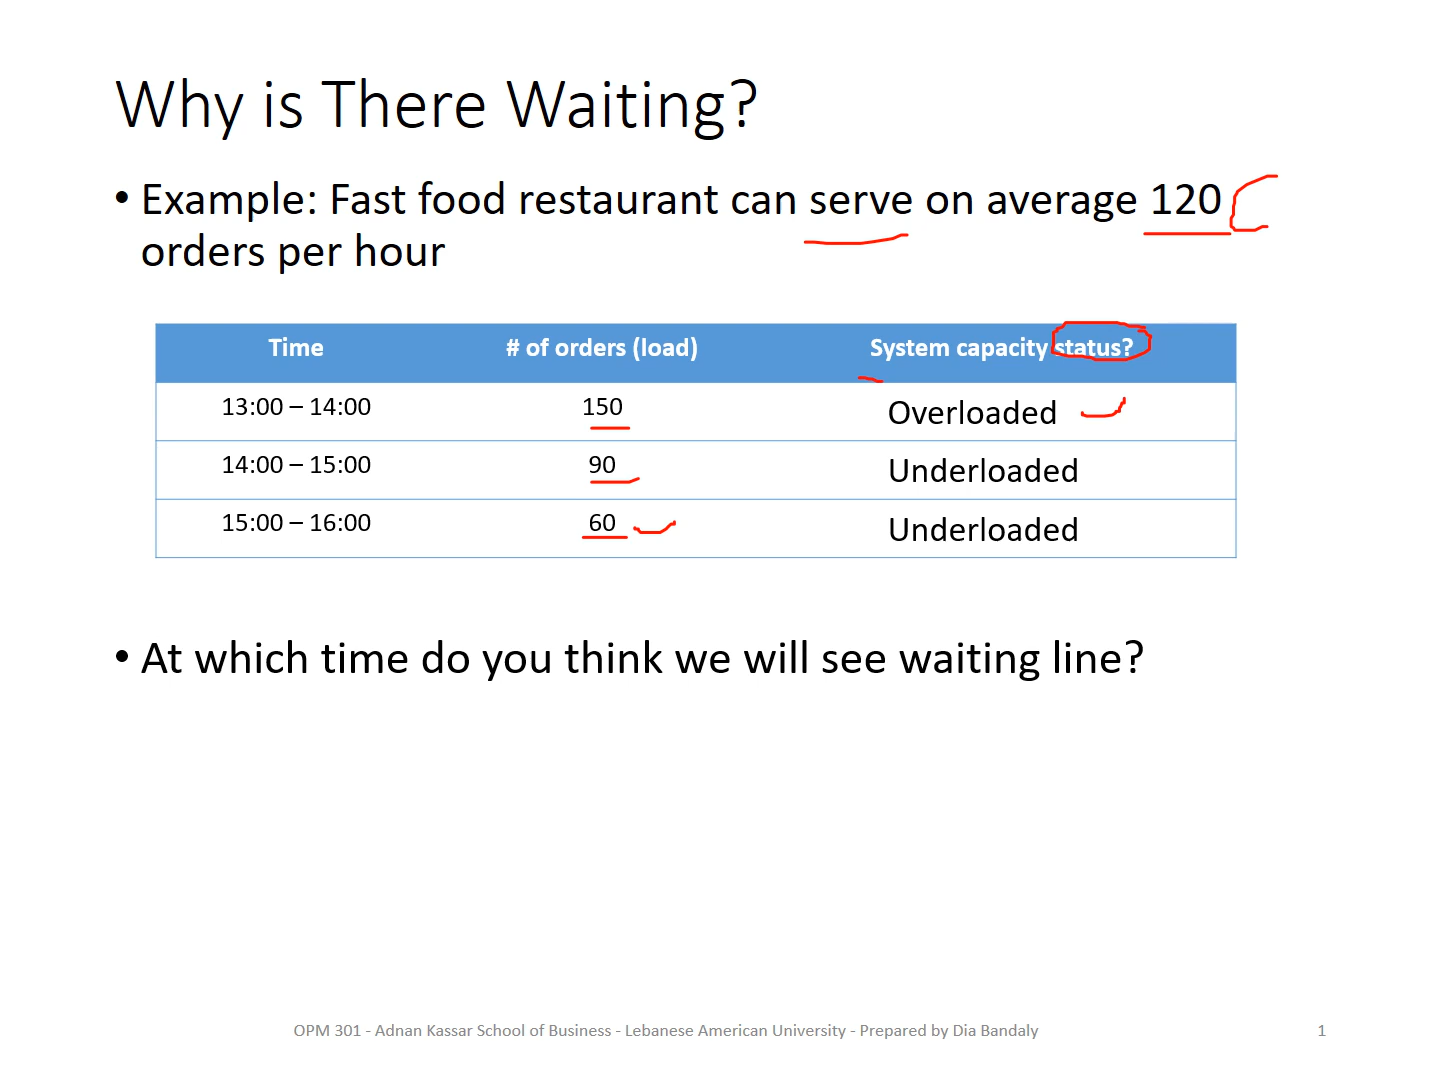 Why is There Waiting?
• Example: Fast food restaurant can serve on average 120
orders per hour
Time # of orders (load) System capacity status?
13:00 – 14:00 150 Overloaded
14:00 – 15:00 90 Underloaded
15:00 – 16:00 60 Underloaded
• At which time do you think we will see waiting line?
OPM 301 - Adnan Kassar School of Business - Lebanese American University - Prepared by Dia Bandaly 1